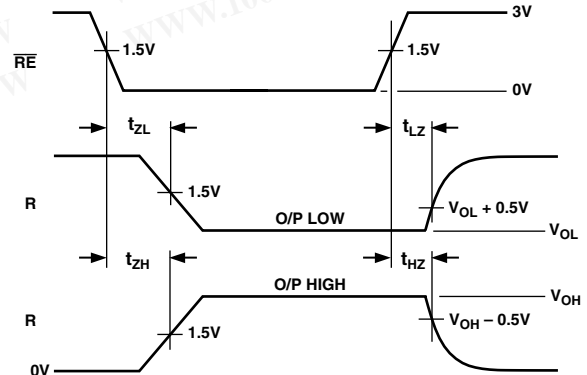 3V
R̅E̅
1.5V
1.5V
0V
tZL
tLZ
R
1.5V
O/P LOW
VOL + 0.5V
VOL
tZH
tHZ
O/P HIGH
VOH
R
1.5V
VOH – 0.5V
0V